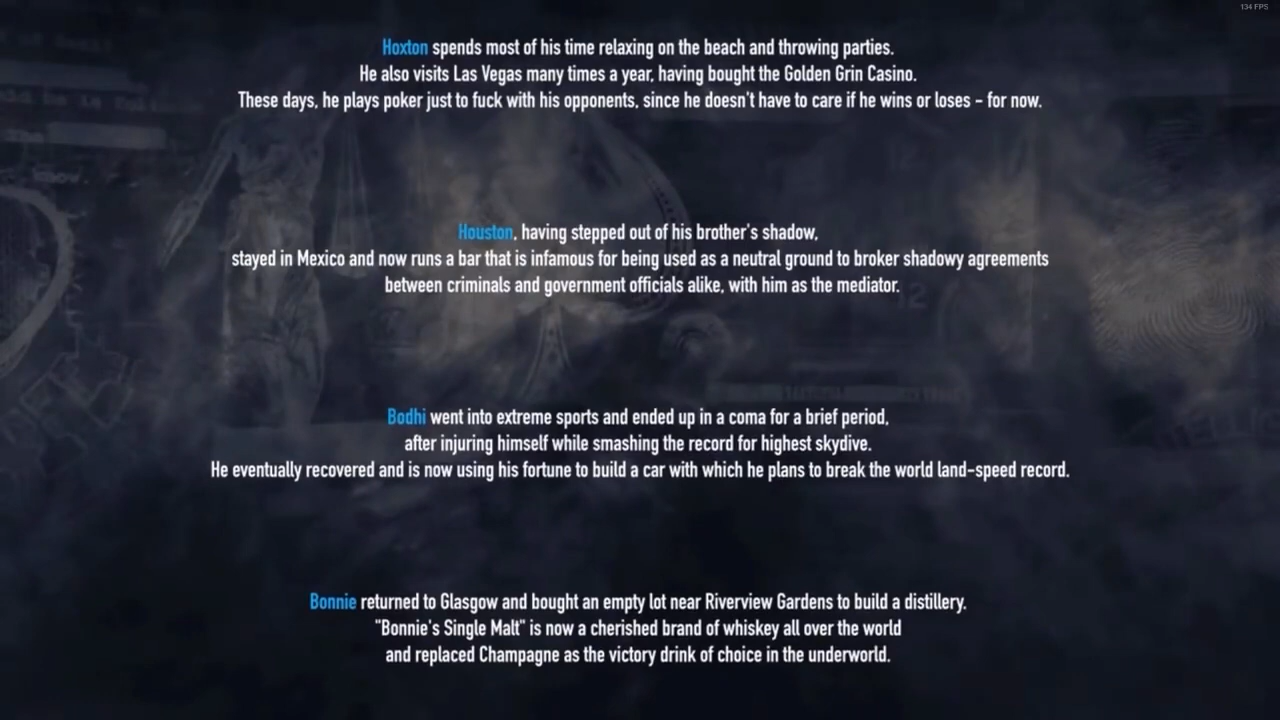 134 FPS
Hoxton spends most of his time relaxing on the beach and throwing parties.
He also visits Las Vegas many times a year, having bought the Golden Grin Casino.
These days, he plays poker just to fuck with his opponents, since he doesn't have to care if he wins or loses - for now.
Houston, having stepped out of his brother's shadow,
stayed in Mexico and now runs a bar that is infamous for being used as a neutral ground to broker shadowy agreements
between criminals and government officials alike, with him as the mediator.
Bodhi went into extreme sports and ended up in a coma for a brief period,
after injuring himself while smashing the record for highest skydive.
He eventually recovered and is now using his fortune to build a car with which he plans to break the world land-speed record.
Bonnie returned to Glasgow and bought an empty lot near Riverview Gardens to build a distillery.
"Bonnie's Single Malt" is now a cherished brand of whiskey all over the world
and replaced Champagne as the victory drink of choice in the underworld.